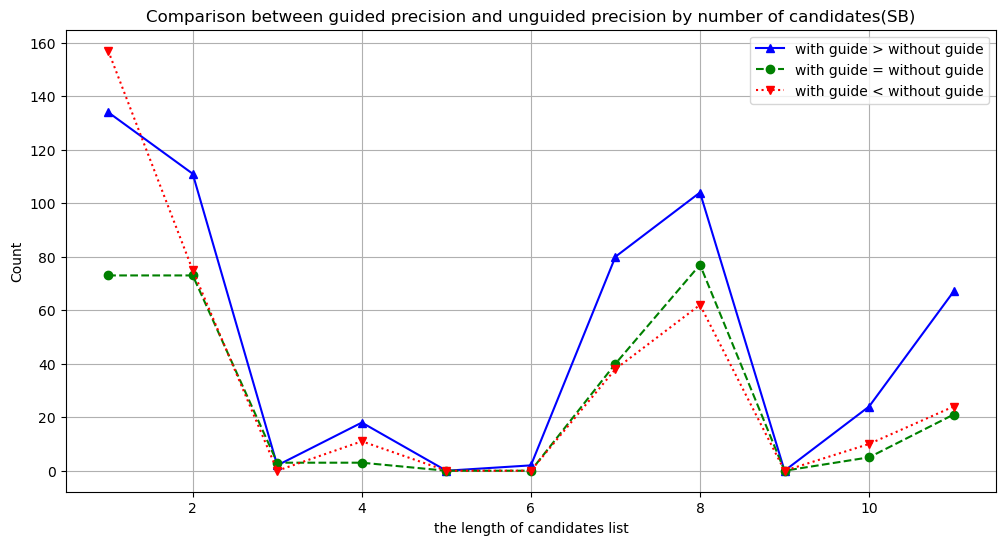 Comparison between guided precision and unguided precision by number of candidates(SB)
with guide > without guide
with guide = without guide
with guide < without guide
160
140
120
100
80
60
40
20
0
Count
2
4
6
8
10
the length of candidates list